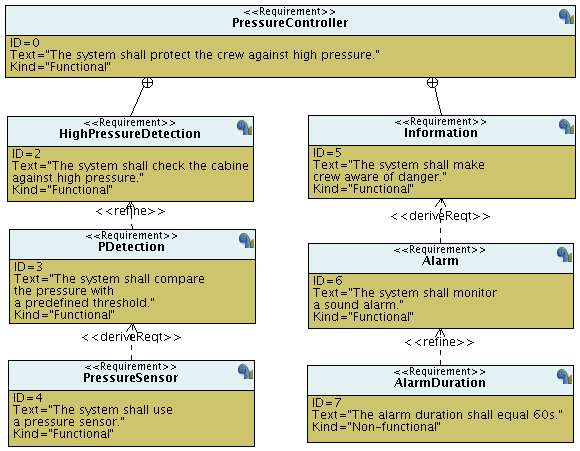 <<Requirement>>
PressureController
ID=0
Text="The system shall protect the crew against high pressure."
Kind="Functional"
<<Requirement>>
HighPressureDetection
ID=2
Text="The system shall check the cabine
against high pressure."
Kind="Functional"
<<refine>>
<<Requirement>>
PDetection
ID=3
Text="The system shall compare
the pressure with
a predefined threshold."
Kind="Functional"
<<deriveReqt>>
<<Requirement>>
PressureSensor
ID=4
Text="The system shall use
a pressure sensor."
Kind="Functional"
<<Requirement>>
Information
ID=5
Text="The system shall make
crew aware of danger."
Kind="Functional"
<<deriveReqt>>
<<Requirement>>
Alarm
ID=6
Text="The system shall monitor
a sound alarm."
Kind="Functional"
<<refine>>
<<Requirement>>
AlarmDuration
ID=7
Text="The alarm duration shall equal 60s."
Kind="Non-functional"